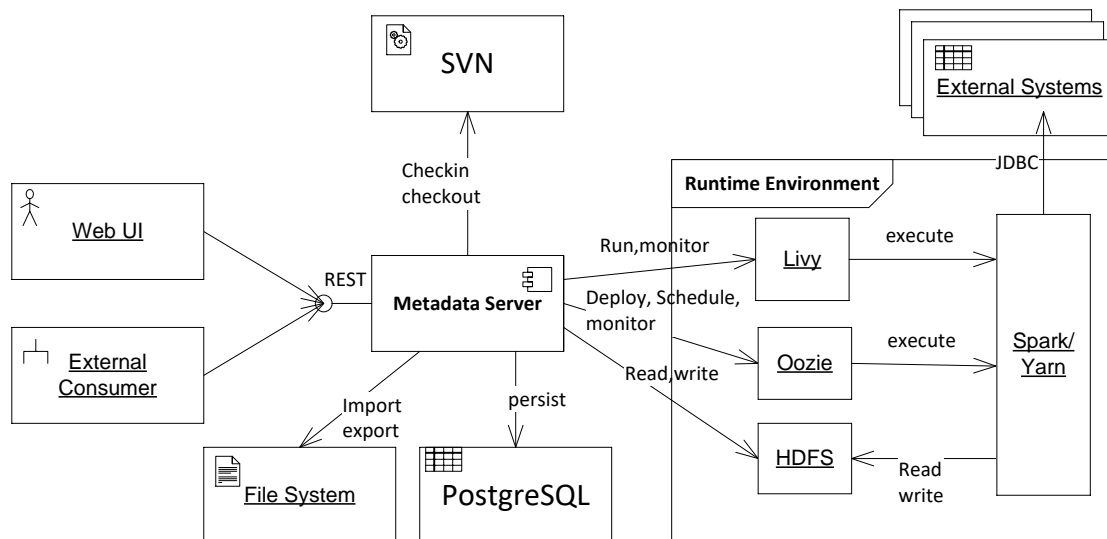 SVN
External Systems
Checkin
checkout
JDBC
Runtime Environment
Web UI
REST
Metadata Server
Run,monitor
Livy
execute
Deploy, Schedule,
monitor
Oozie
execute
Spark/
Yarn
External
Consumer
Read,write
HDFS
Read
write
Import
export
persist
File System
PostgreSQL